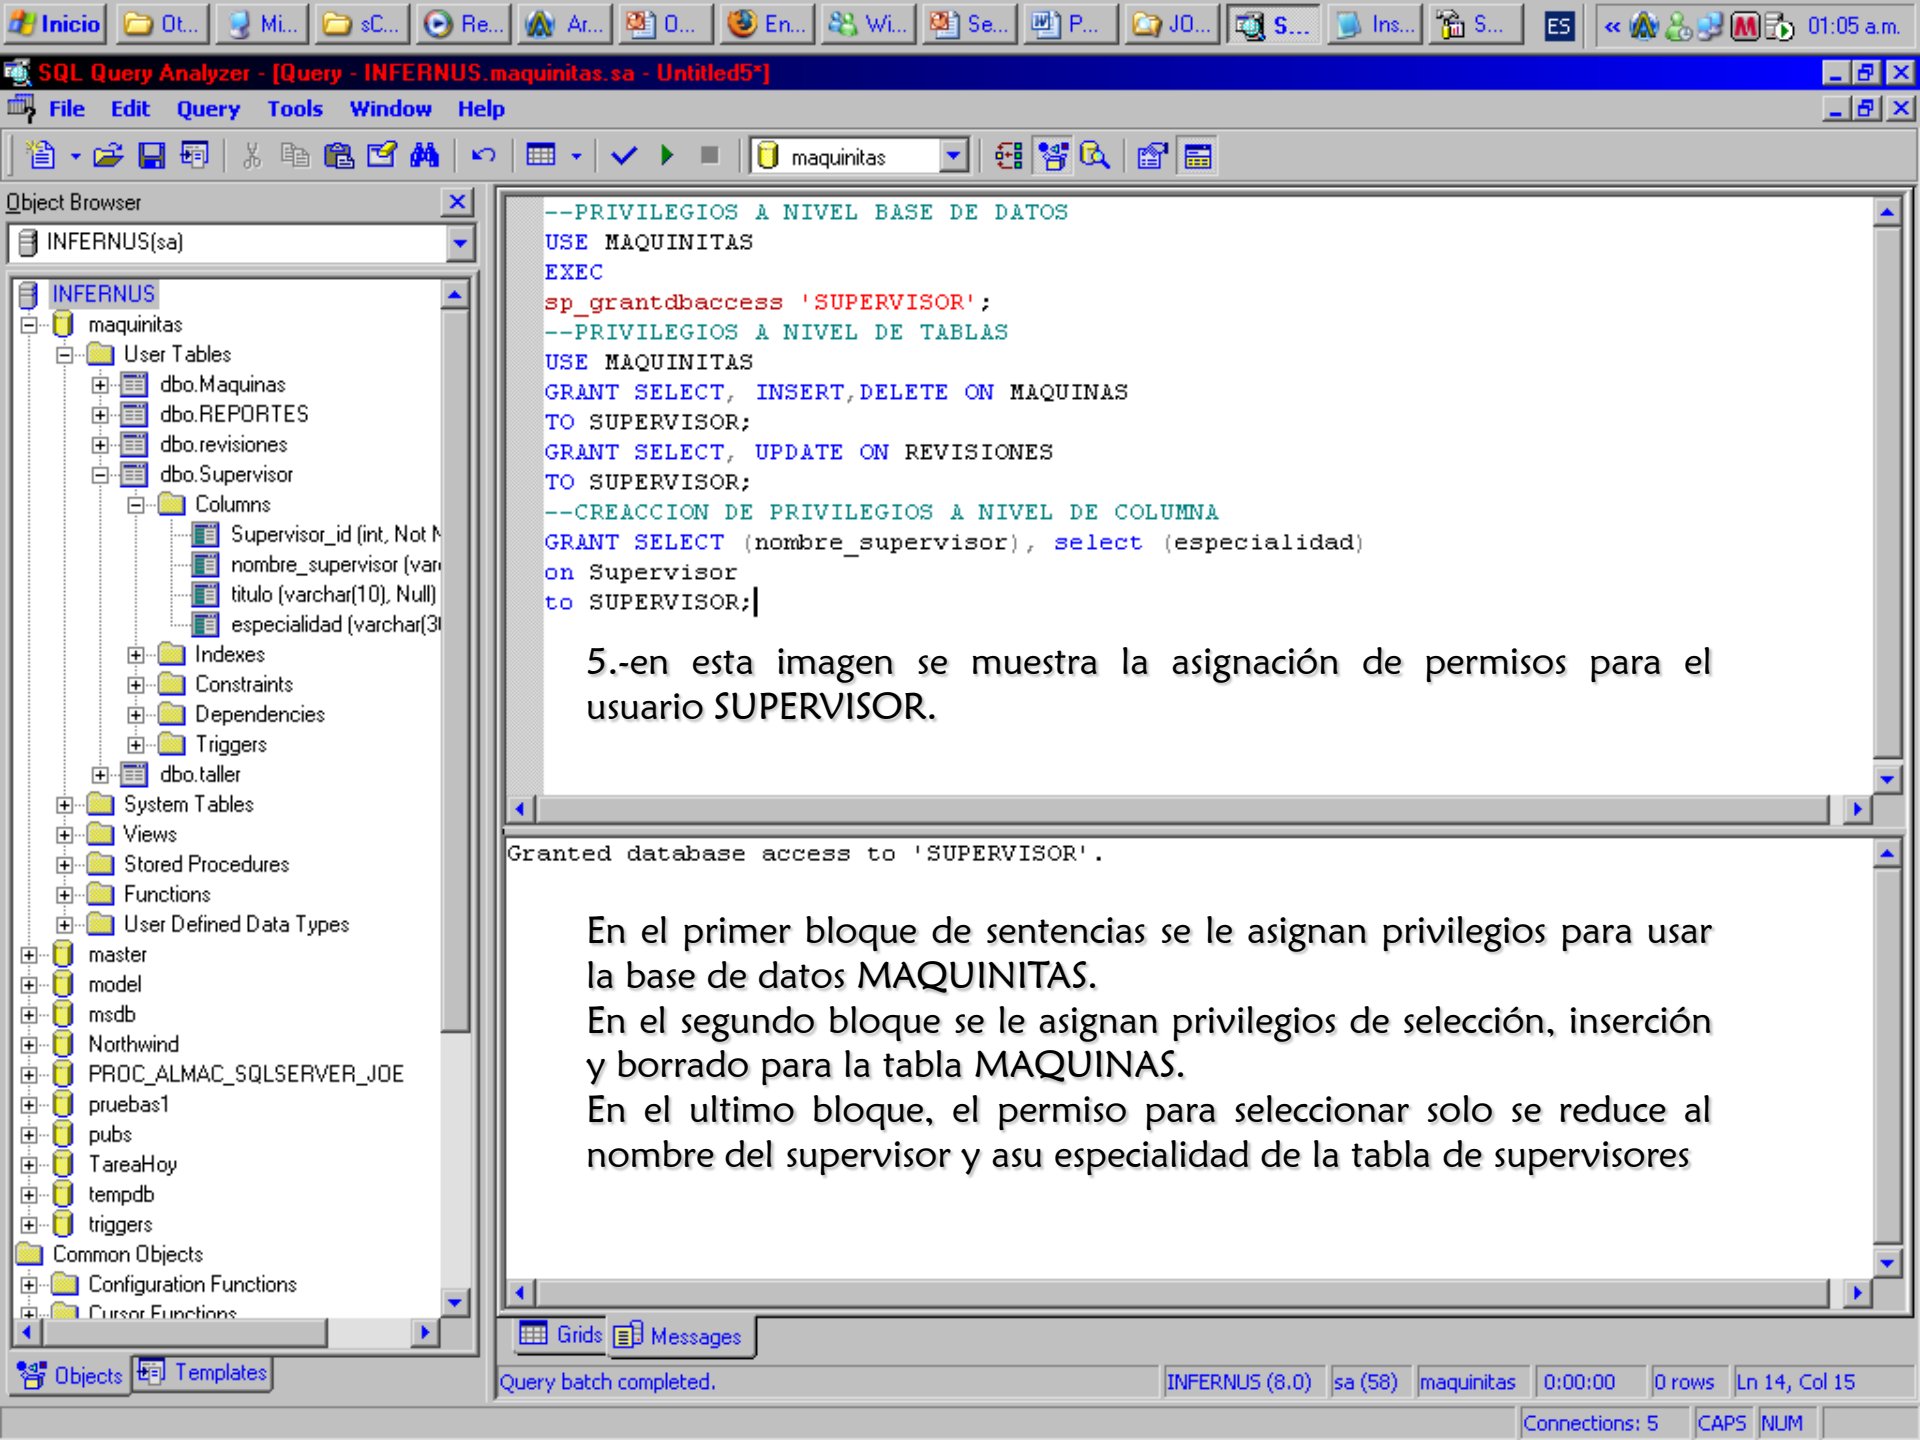 Inicio Ot... Mi... sC... Re... Ar... O... En... Wi... Se... P... JO... S... Ins... S... ES « 01:05 a.m.
SQL Query Analyzer - [Query - INFERNUS.maquinitas.sa - Untitled5*]
File Edit Query Tools Window Help
maquinitas
Object Browser
INFERNUS(sa)
INFERNUS
maquinitas
User Tables
dbo.Maquinas
dbo.REPORTES
dbo.revisiones
dbo.Supervisor
Columns
Supervisor_id (int, Not N
nombre_supervisor (var
titulo (varchar(10), Null)
especialidad (varchar(3
Indexes
Constraints
Dependencies
Triggers
dbo.taller
System Tables
Views
Stored Procedures
Functions
User Defined Data Types
master
model
msdb
Northwind
PROC_ALMAC_SQLSERVER_JOE
pruebas1
pubs
TareaHoy
tempdb
triggers
Common Objects
Configuration Functions
Cursor Functions
Objects Templates
--PRIVILEGIOS A NIVEL BASE DE DATOS
USE MAQUINITAS
EXEC
sp_grantdbaccess 'SUPERVISOR';
--PRIVILEGIOS A NIVEL DE TABLAS
USE MAQUINITAS
GRANT SELECT, INSERT,DELETE ON MAQUINAS
TO SUPERVISOR;
GRANT SELECT, UPDATE ON REVISIONES
TO SUPERVISOR;
--CREACCION DE PRIVILEGIOS A NIVEL DE COLUMNA
GRANT SELECT (nombre_supervisor), select (especialidad)
on Supervisor
to SUPERVISOR;
5.-en esta imagen se muestra la asignación de permisos para el
usuario SUPERVISOR.
Granted database access to 'SUPERVISOR'.
En el primer bloque de sentencias se le asignan privilegios para usar
la base de datos MAQUINITAS.
En el segundo bloque se le asignan privilegios de selección, inserción
y borrado para la tabla MAQUINAS.
En el ultimo bloque, el permiso para seleccionar solo se reduce al
nombre del supervisor y asu especialidad de la tabla de supervisores
Grids Messages
Query batch completed. INFERNUS (8.0) sa (58) maquinitas 0:00:00 0 rows Ln 14, Col 15
Connections: 5 CAPS NUM